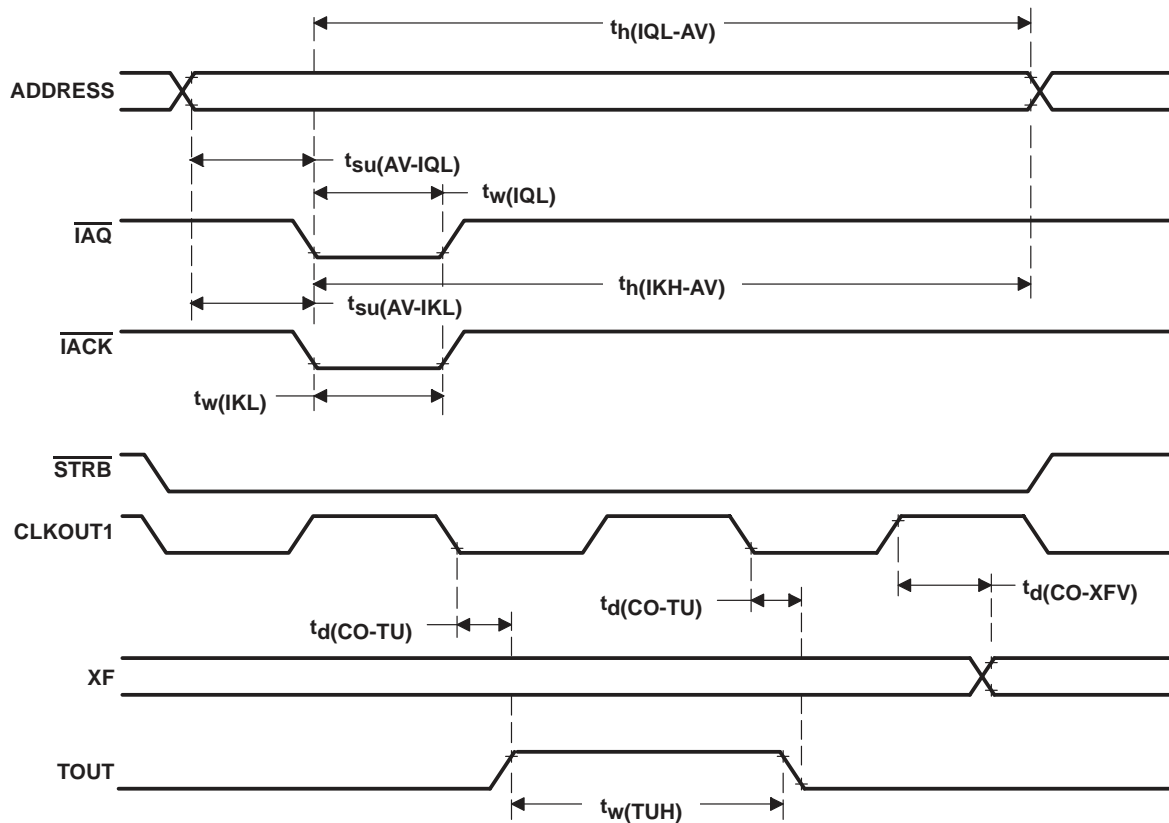 th(IQL-AV)
ADDRESS
tsu(AV-IQL)
tw(IQL)
IAQ
th(IKH-AV)
tsu(AV-IKL)
IACK
tw(IKL)
STRB
CLKOUT1
td(CO-XFV)
td(CO-TU)
td(CO-TU)
XF
TOUT
tw(TUH)